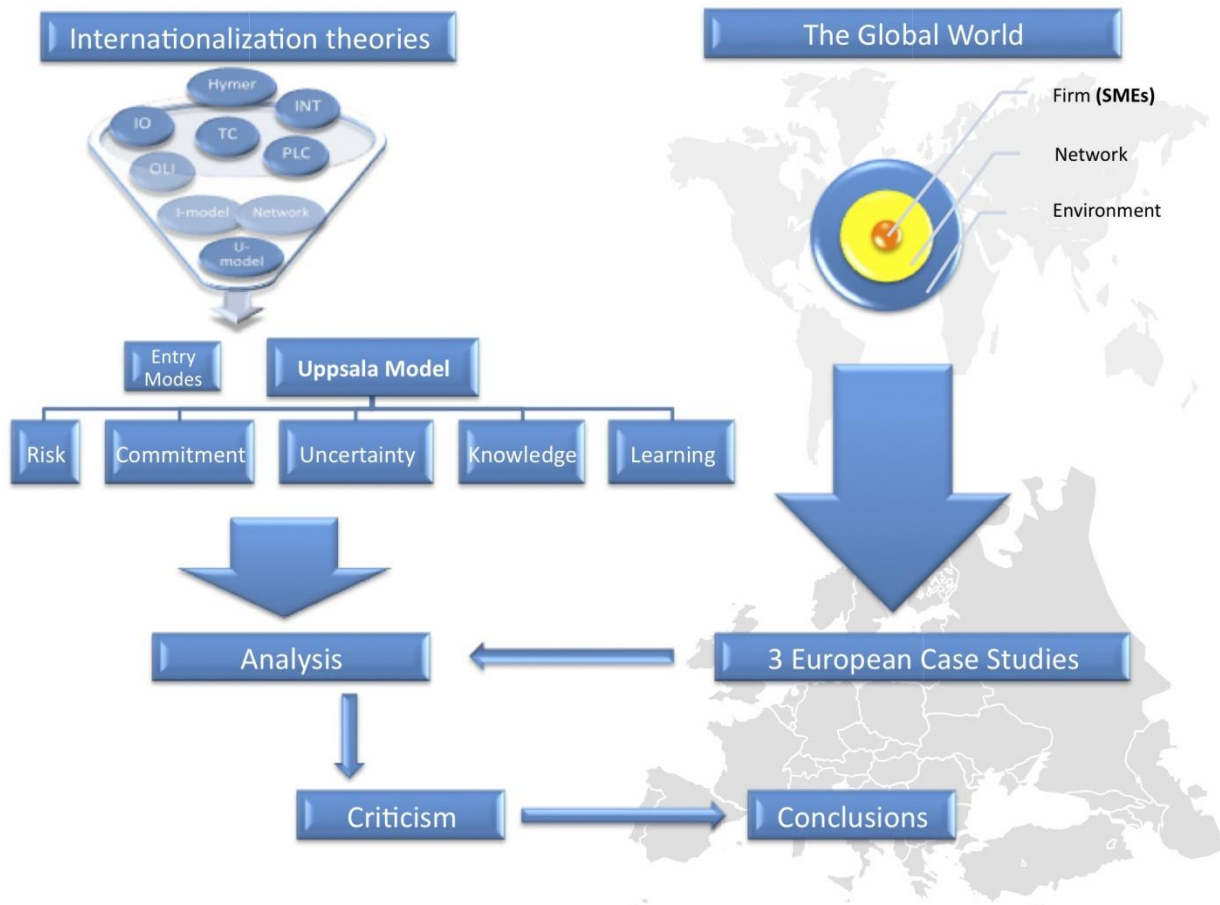 Internationalization theories
Hymer
INT
IO
TC
PLC
OLI
I-model
Network
U-
model
Entry
Modes
Uppsala Model
Risk
Commitment
Uncertainty
Knowledge
Learning
The Global World
Firm (SMEs)
Network
Environment
Analysis
3 European Case Studies
Criticism
Conclusions